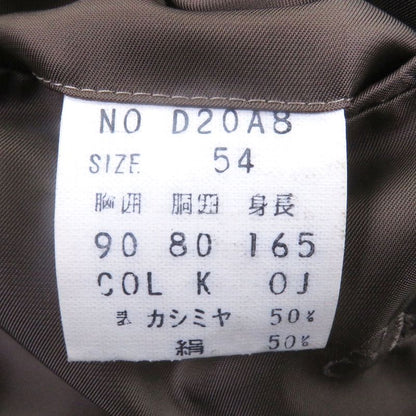 NO D20A8
SIZE 54
胸囲 胴囲 身長
90 80 165
COL K 01
カシミヤ 50%
絹 50%